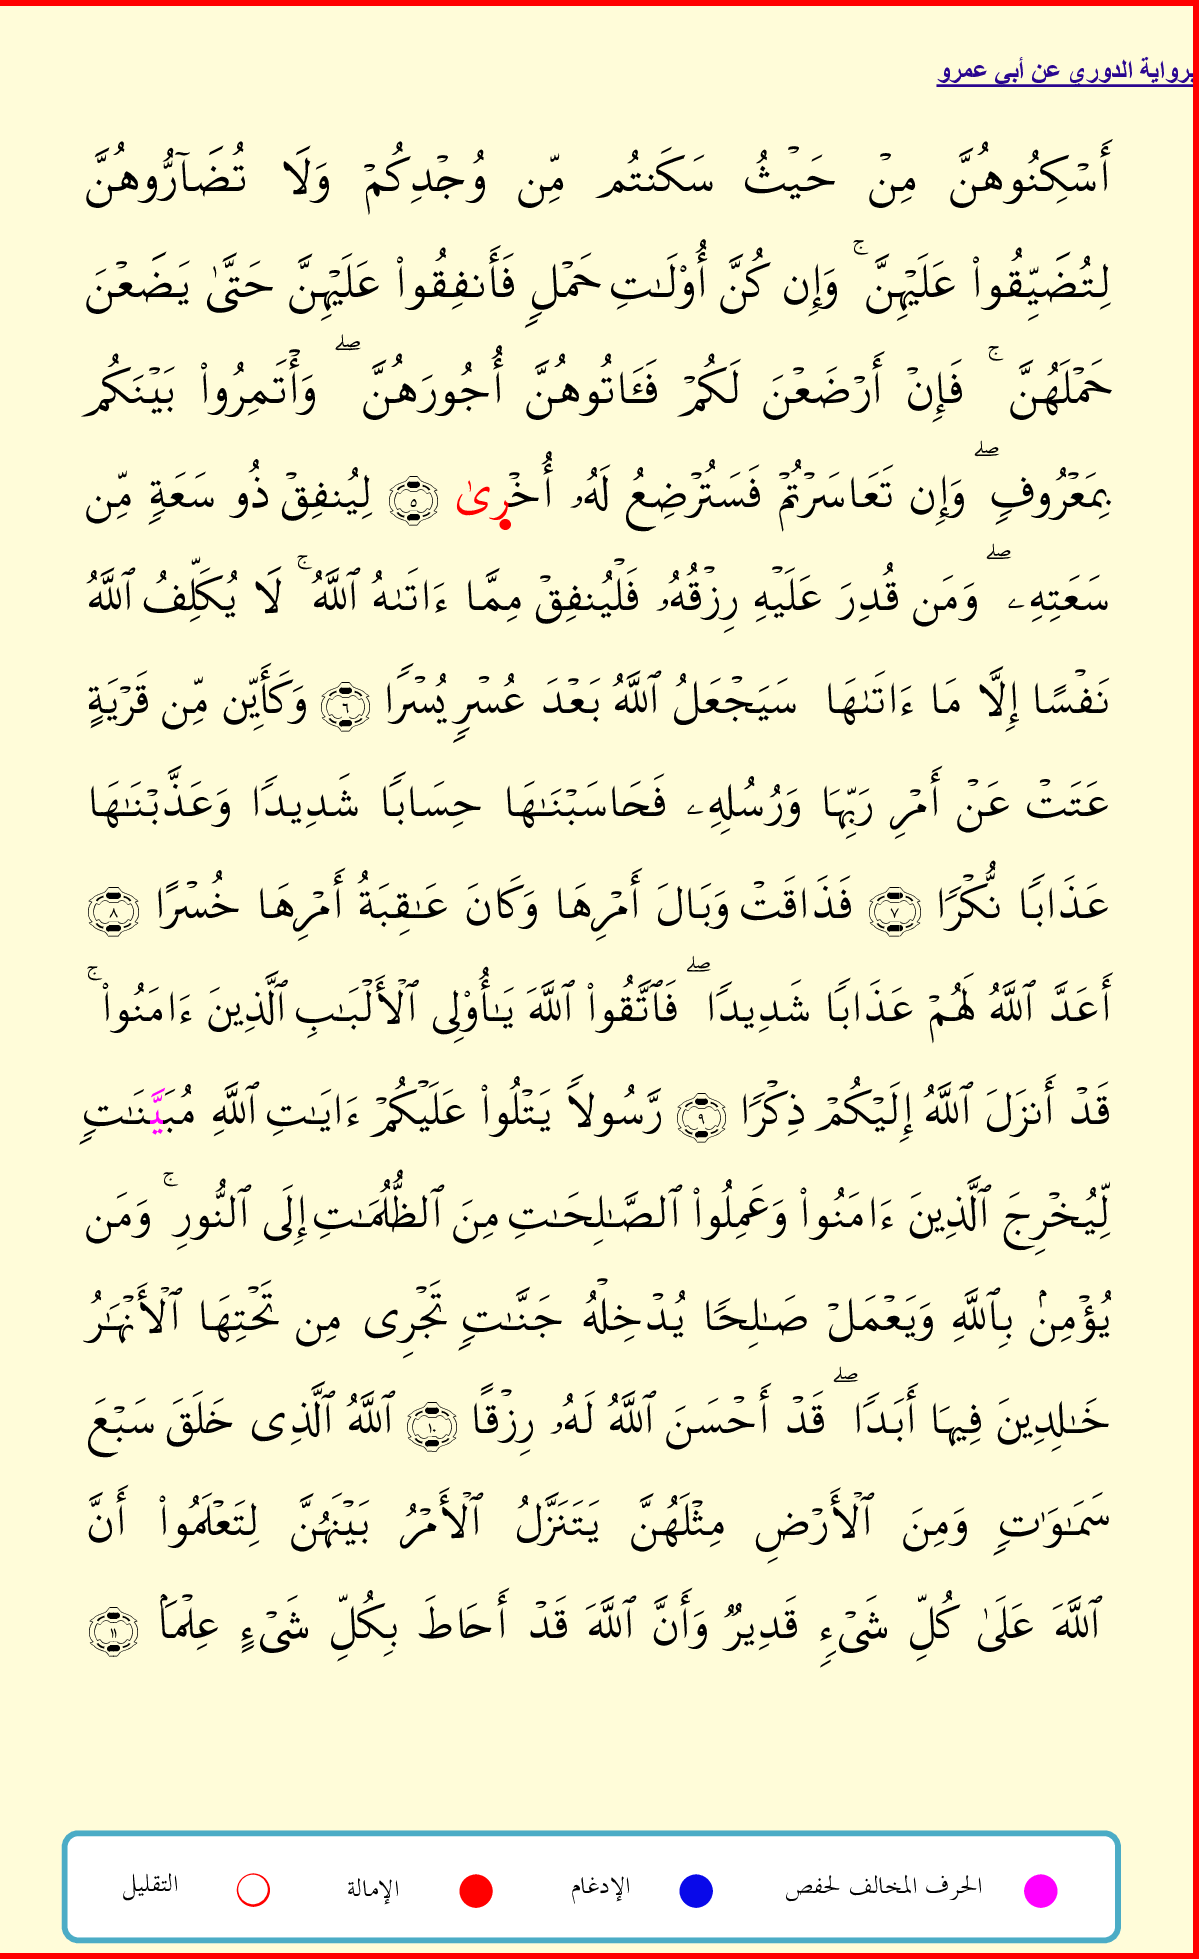 برواية الدوري عن أبي عمرو
أَسْكِنُوهُنَّ مِنْ حَيْثُ سَكَنتُم مِّن وُجْدِكُمْ وَلَا تُضَآرُّوهُنَّ
لِتُضَيِّقُوا۟ عَلَيْهِنَّ ۚ وَإِن كُنَّ أُو۟لَـٰتِ حَمْلٍ فَأَنفِقُوا۟ عَلَيْهِنَّ حَتَّىٰ يَضَعْنَ
حَمْلَهُنَّ ۚ فَإِنْ أَرْضَعْنَ لَكُمْ فَـَٔاتُوهُنَّ أُجُورَهُنَّ ۖ وَأْتَمِرُوا۟ بَيْنَكُم
بِمَعْرُوفٍ ۖ وَإِن تَعَاسَرْتُمْ فَسَتُرْضِعُ لَهُۥ أُخْرِىٰ ٥ لِيُنفِقْ ذُو سَعَةٍ مِّن
سَعَتِهِۦ ۖ وَمَن قُدِرَ عَلَيْهِ رِزْقُهُۥ فَلْيُنفِقْ مِمَّا ءَاتَىٰهُ ٱللَّهُ ۚ لَا يُكَلِّفُ ٱللَّهُ
نَفْسًا إِلَّا مَا ءَاتَىٰهَا سَيَجْعَلُ ٱللَّهُ بَعْدَ عُسْرٍ يُسْرًا ٦ وَكَأَيِّن مِّن قَرْيَةٍ
عَتَتْ عَنْ أَمْرِ رَبِّهَا وَرُسُلِهِۦ فَحَاسَبْنَـٰهَا حِسَابًا شَدِيدًا وَعَذَّبْنَـٰهَا
عَذَابًا نُّكْرًا ٧ فَذَاقَتْ وَبَالَ أَمْرِهَا وَكَانَ عَـٰقِبَةُ أَمْرِهَا خُسْرًا ٨
أَعَدَّ ٱللَّهُ لَهُمْ عَذَابًا شَدِيدًا ۖ فَٱتَّقُوا۟ ٱللَّهَ يَـٰأُو۟لِى ٱلْأَلْبَـٰبِ ٱلَّذِينَ ءَامَنُوا۟ ۚ
قَدْ أَنزَلَ ٱللَّهُ إِلَيْكُمْ ذِكْرًا ٩ رَّسُولًا يَتْلُوا۟ عَلَيْكُمْ ءَايَـٰتِ ٱللَّهِ مُبَيَّنَـٰتٍ
لِّيُخْرِجَ ٱلَّذِينَ ءَامَنُوا۟ وَعَمِلُوا۟ ٱلصَّـٰلِحَـٰتِ مِنَ ٱلظُّلُمَـٰتِ إِلَى ٱلنُّورِ ۚ وَمَن
يُؤْمِنۢ بِٱللَّهِ وَيَعْمَلْ صَـٰلِحًا يُدْخِلْهُ جَنَّـٰتٍ تَجْرِى مِن تَحْتِهَا ٱلْأَنْهَـٰرُ
خَـٰلِدِينَ فِيهَا أَبَدًا ۖ قَدْ أَحْسَنَ ٱللَّهُ لَهُۥ رِزْقًا ١٠ ٱللَّهُ ٱلَّذِى خَلَقَ سَبْعَ
سَمَـٰوَٰتٍ وَمِنَ ٱلْأَرْضِ مِثْلَهُنَّ يَتَنَزَّلُ ٱلْأَمْرُ بَيْنَهُنَّ لِتَعْلَمُوا۟ أَنَّ
ٱللَّهَ عَلَىٰ كُلِّ شَىْءٍ قَدِيرٌ وَأَنَّ ٱللَّهَ قَدْ أَحَاطَ بِكُلِّ شَىْءٍ عِلْمَۢا ١١
الحرف المخالف لحفص الإدغام الإمالة التقليل